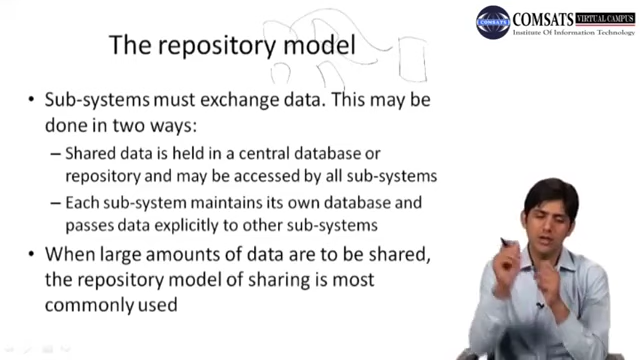 COMSATS VIRTUAL CAMPUS
Institute Of Information Technology
The repository model
• Sub-systems must exchange data. This may be
done in two ways:
– Shared data is held in a central database or
repository and may be accessed by all sub-systems
– Each sub-system maintains its own database and
passes data explicitly to other sub-systems
• When large amounts of data are to be shared,
the repository model of sharing is most
commonly used